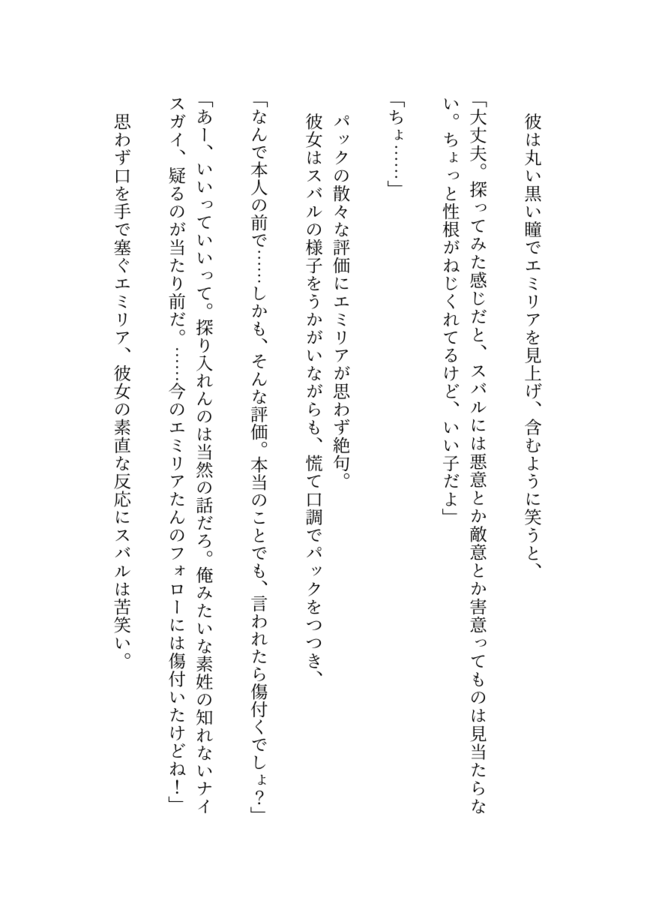 彼は丸い黒い瞳でエミリアを見上げ、含むように笑うと、
「大丈夫。探ってみた感じだと、スバルには悪意とか敵意とか害意ってものは見当たらな
い。ちょっと性根がねじくれてるけど、いい子だよ」
「ちょ……」
パックの散々な評価にエミリアが思わず絶句。
彼女はスバルの様子をうかがいながらも、慌て口調でパックをつつき、
「なんで本人の前で……しかも、そんな評価。本当のことでも、言われたら傷付くでしょ？」
「あー、いいっていいって。探り入れんのは当然の話だろ。俺みたいな素姓の知れないナイ
スガイ、疑るのが当たり前だ。……今のエミリアたんのフォローには傷付いたけどね！」
思わず口を手で塞ぐエミリア、彼女の素直な反応にスバルは苦笑い。